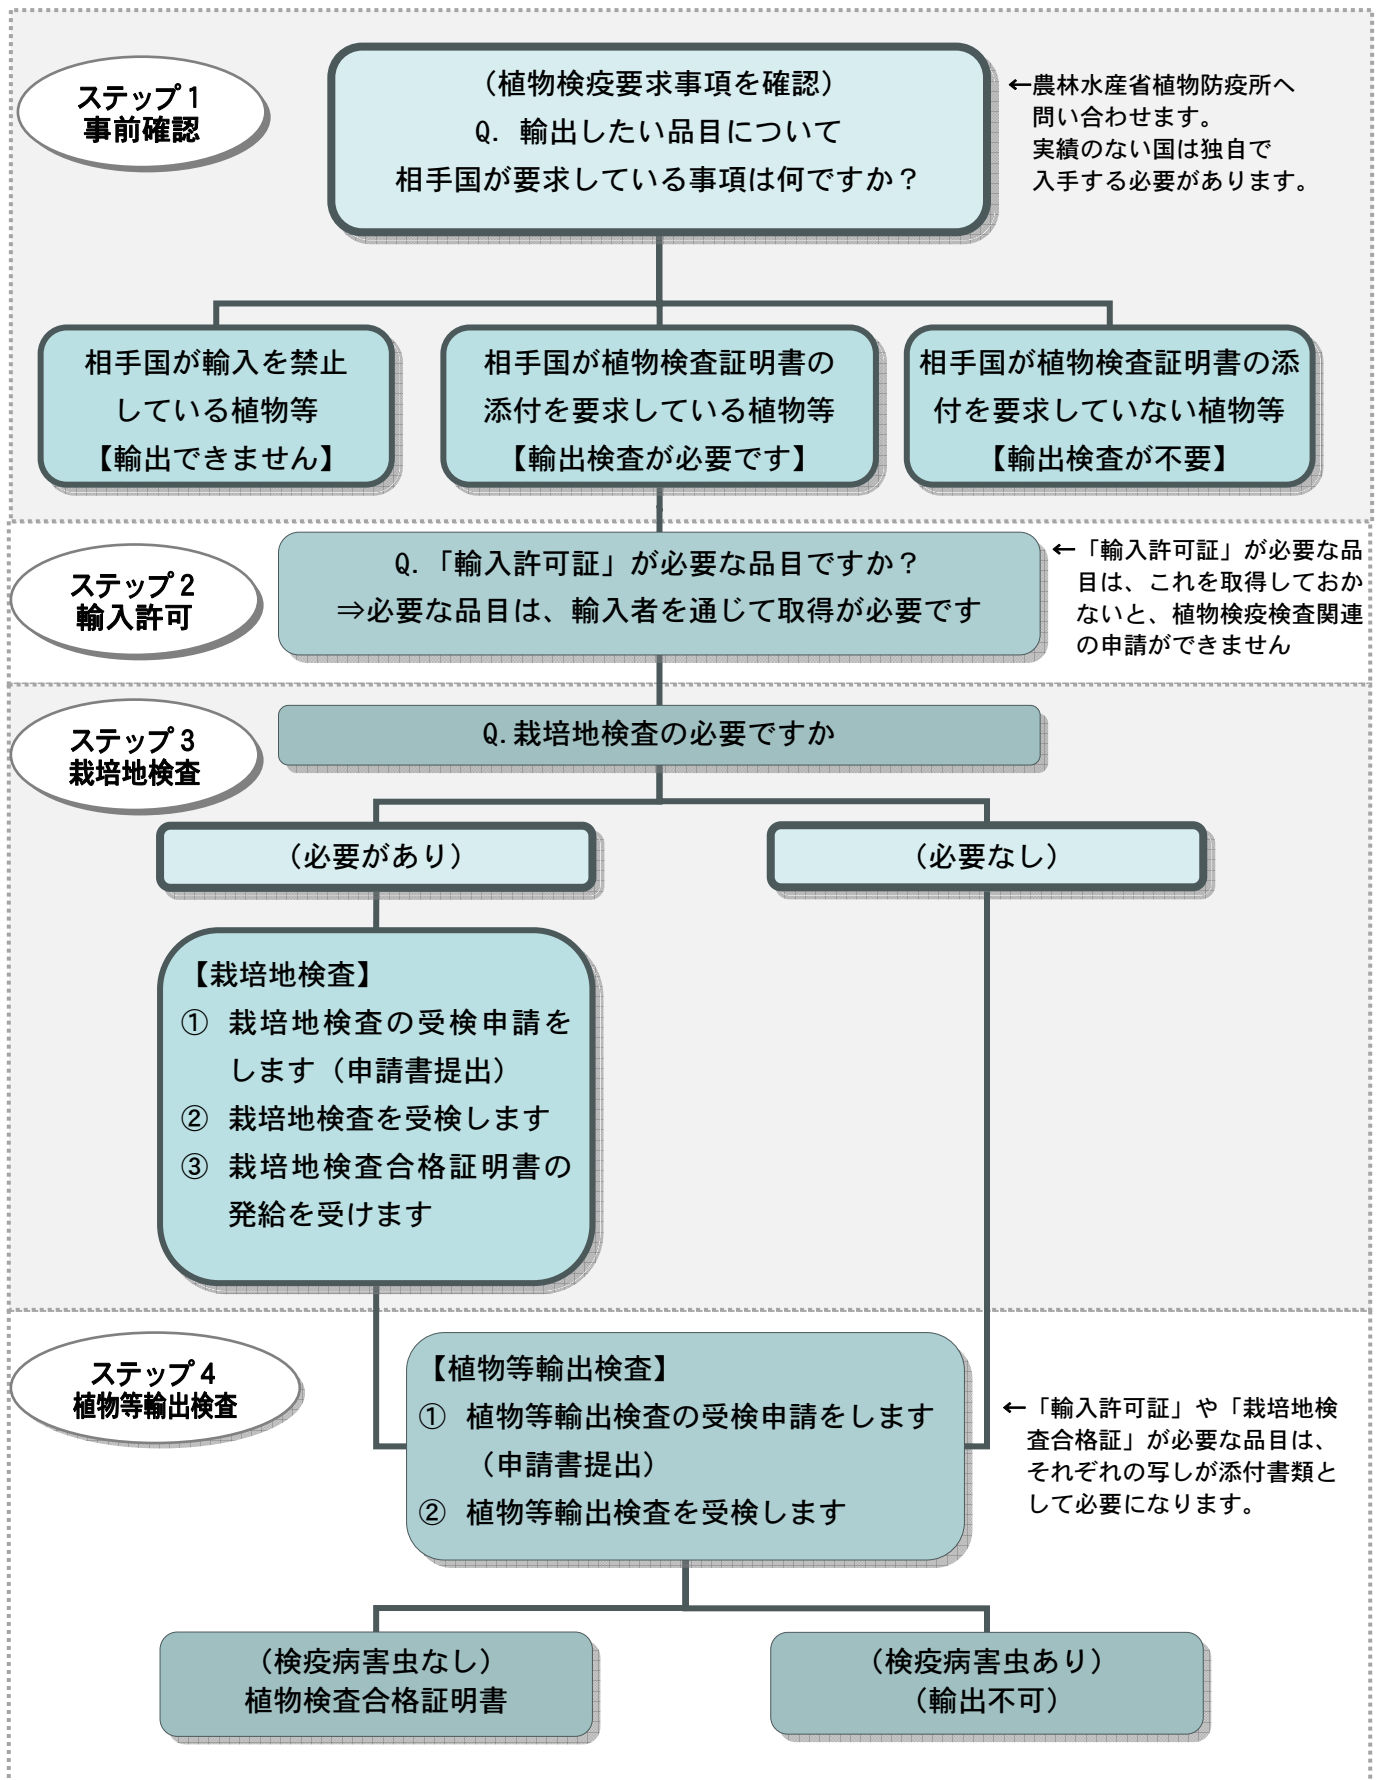 ステップ1
事前確認
（植物検疫要求事項を確認）
Q. 輸出したい品目について
相手国が要求している事項は何ですか？
←農林水産省植物防疫所へ
問い合わせます。
実績のない国は独自で
入手する必要があります。
相手国が輸入を禁止
している植物等
【輸出できません】
相手国が植物検査証明書の
添付を要求している植物等
【輸出検査が必要です】
相手国が植物検査証明書の添
付を要求していない植物等
【輸出検査が不要】
ステップ2
輸入許可
Q.「輸入許可証」が必要な品目ですか？
⇒必要な品目は、輸入者を通じて取得が必要です
←「輸入許可証」が必要な品
目は、これを取得しておか
ないと、植物検疫検査関連
の申請ができません
ステップ3
栽培地検査
Q.栽培地検査の必要ですか
（必要があり）
（必要なし）
【栽培地検査】
① 栽培地検査の受検申請を
します（申請書提出）
② 栽培地検査を受検します
③ 栽培地検査合格証明書の
発給を受けます
ステップ4
植物等輸出検査
【植物等輸出検査】
① 植物等輸出検査の受検申請をします
（申請書提出）
② 植物等輸出検査を受検します
←「輸入許可証」や「栽培地検
査合格証」が必要な品目は、
それぞれの写しが添付書類と
して必要になります。
（検疫病害虫なし）
植物検査合格証明書
（検疫病害虫あり）
（輸出不可）